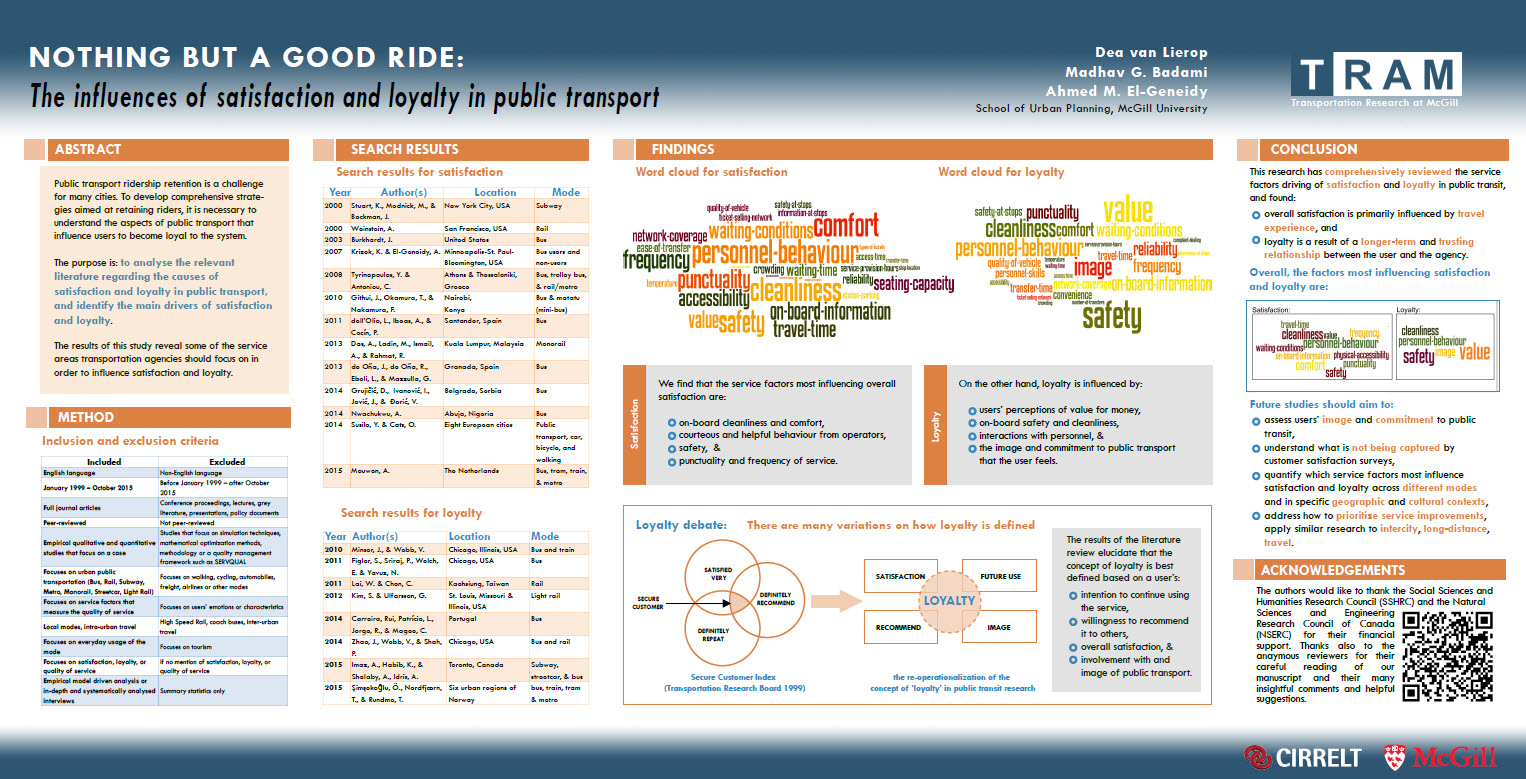 NOTHING BUT A GOOD RIDE:
The influences of satisfaction and loyalty in public transport
Dea van Lierop
Madhav G. Badami
Ahmed M. El-Geneidy
School of Urban Planning, McGill University
TRAM
Transportation Research at McGill
ABSTRACT
Public transport ridership retention is a challenge
for many cities. To develop comprehensive strate-
gies aimed at retaining riders, it is necessary to
understand the aspects of public transport that
influence users to become loyal to the system.
The purpose is: to analyse the relevant
literature regarding the causes of
satisfaction and loyalty in public transport,
and identify the main drivers of satisfaction
and loyalty.
The results of this study reveal some of the service
areas transportation agencies should focus on in
order to influence satisfaction and loyalty.
METHOD
Inclusion and exclusion criteria
Included Excluded
English language Non-English language
January 1999 – October 2015 Before January 1999 – after October
2015
Full journal articles Conference proceedings, lectures, grey
literature, presentations, policy documents
Peer-reviewed Not peer-reviewed
Empirical qualitative and quantitative
studies that focus on a case
Studies that focus on simulation techniques,
mathematical optimization methods,
methodology or a quality management
framework such as SERVQUAL
Focuses on urban public
transportation (Bus, Rail, Subway,
Metro, Monorail, Streetcar, Light Rail)
Focuses on walking, cycling, automobiles,
freight, airlines or other modes
Focuses on service factors that
measure the quality of service
Focuses on users' emotions or characteristics
Local modes, intra-urban travel
High Speed Rail, coach buses, inter-urban
travel
Focuses on everyday usage of the
mode
Focuses on tourism
Focuses on satisfaction, loyalty, or
quality of service
If no mention of satisfaction, loyalty, or
quality of service
Empirical model driven analysis or
in-depth and systematically analysed
interviews
Summary statistics only
SEARCH RESULTS
Search results for satisfaction
Year Author(s) Location Mode
2000 Stuart, K., Mednick, M., & New York City, USA Subway
Bockman, J.
2000 Weinstein, A. San Francisco, USA Rail
2003 Burkhardt, J. United States Bus
2007 Krizek, K. & El-Geneidy, A. Minneapolis-St. Paul- Bus users and
Bloomington, USA non-users
2008 Tyrinopoulos, Y. & Athens & Thessaloniki, Bus, trolley bus,
Antoniou, C. Greece & rail/metro
2010 Githui, J., Okamura, T., & Nairobi, Bus & matatu
Nakamura, F. Kenya (mini-bus)
2011 dell'Olio, L., Ibeas, A., & Santander, Spain Bus
Cecín, P.
2013 Das, A., Ladin, M., Ismail, Kuala Lumpur, Malaysia Monorail
A., & Rahmat, R.
2013 de Oña, J., de Oña, R., Granada, Spain Bus
Eboli, L., & Mazzulla, G.
2014 Grujičić, D., Ivanović, I., Belgrade, Serbia Bus
Jović, J., & Đorić, V.
2014 Nwachukwu, A. Abuja, Nigeria Bus
2014 Susilo, Y. & Cats, O. Eight European cities Public
transport, car,
bicycle, and
walking
2015 Mouwen, A. The Netherlands Bus, tram, train,
& metro
Search results for loyalty
Year Author(s) Location Mode
2010 Minser, J., & Webb, V. Chicago, Illinois, USA Bus and train
2011 Figler, S., Sriraj, P., Welch, Chicago, USA Bus
E. & Yavuz, N.
2011 Lai, W. & Chen, C. Kaohsiung, Taiwan Rail
2012 Kim, S. & Ulfarsson, G. St. Louis, Missouri & Light rail
Illinois, USA
2014 Carreira, Rui, Patrício, L., Portugal Bus
Jorge, R., & Magee, C.
2014 Zhao, J., Webb, V., & Shah, Chicago, USA Bus and rail
P.
2015 Imaz, A., Habib, K., & Toronto, Canada Subway,
Shalaby, A., Idris, A. streetcar, & bus
2015 Şimşekoğlu, Ö., Nordfjærn, Six urban regions of bus, train, tram
T., & Rundmo, T. Norway & metro
FINDINGS
Word cloud for satisfaction
quality-of-vehicle
safety-at-stops
ticket-selling-network
information-at-stops
network-coverage
waiting-conditions
comfort
ease-of-transfer
personnel-behaviour
types-of-tickets
frequency
access-time
transfer-time
crowding
waiting-time
service-provision-hours
stop-location
temperature
punctuality
cleanliness
reliability
seating-capacity
accessibility
station-parking
value
safety
on-board-information
travel-time
Word cloud for loyalty
safety-at-stops
punctuality
value
cleanliness
comfort
waiting-conditions
personnel-behaviour
service-provision-hours
complaint-dealing
travel-time
reliability
information-at-stops
quality-of-vehicle
temperature
waiting-time
image
frequency
personnel-skills
access-time
accessibility
transfer-time
network-coverage
on-board-information
ticket-selling-network
convenience
crowding
number-of-transfers
safety
Satisfaction
We find that the service factors most influencing overall
satisfaction are:
on-board cleanliness and comfort,
courteous and helpful behaviour from operators,
safety, &
punctuality and frequency of service.
Loyalty
On the other hand, loyalty is influenced by:
users' perceptions of value for money,
on-board safety and cleanliness,
interactions with personnel, &
the image and commitment to public transport
that the user feels.
Loyalty debate: There are many variations on how loyalty is defined
SATISFIED
VERY
SECURE
CUSTOMER
DEFINITELY
RECOMMEND
DEFINITELY
REPEAT
Secure Customer Index
(Transportation Research Board 1999)
SATISFACTION FUTURE USE
LOYALTY
RECOMMEND IMAGE
the re-operationalization of the
concept of 'loyalty' in public transit research
The results of the literature
review elucidate that the
concept of loyalty is best
defined based on a user's:
intention to continue using
the service,
willingness to recommend
it to others,
overall satisfaction, &
involvement with and
image of public transport.
CONCLUSION
This research has comprehensively reviewed the service
factors driving of satisfaction and loyalty in public transit,
and found:
overall satisfaction is primarily influenced by travel
experience, and
loyalty is a result of a longer-term and trusting
relationship between the user and the agency.
Overall, the factors most influencing satisfaction
and loyalty are:
Satisfaction:
travel-time
cleanliness
value
frequency
waiting-conditions
personnel-behaviour
on-board-information
physical-accessibility
comfort
punctuality
safety
Loyalty:
cleanliness
personnel-behaviour
safety
image
value
Future studies should aim to:
assess users' image and commitment to public
transit,
understand what is not being captured by
customer satisfaction surveys,
quantify which service factors most influence
satisfaction and loyalty across different modes
and in specific geographic and cultural contexts,
address how to prioritize service improvements,
apply similar research to intercity, long-distance,
travel.
ACKNOWLEDGEMENTS
The authors would like to thank the Social Sciences and
Humanities Research Council (SSHRC) and the Natural
Sciences and Engineering
Research Council of Canada
(NSERC) for their financial
support. Thanks also to the
anaymous reviewers for their
careful reading of our
manuscript and their many
insightful comments and helpful
suggestions.
CIRRELT
McGill